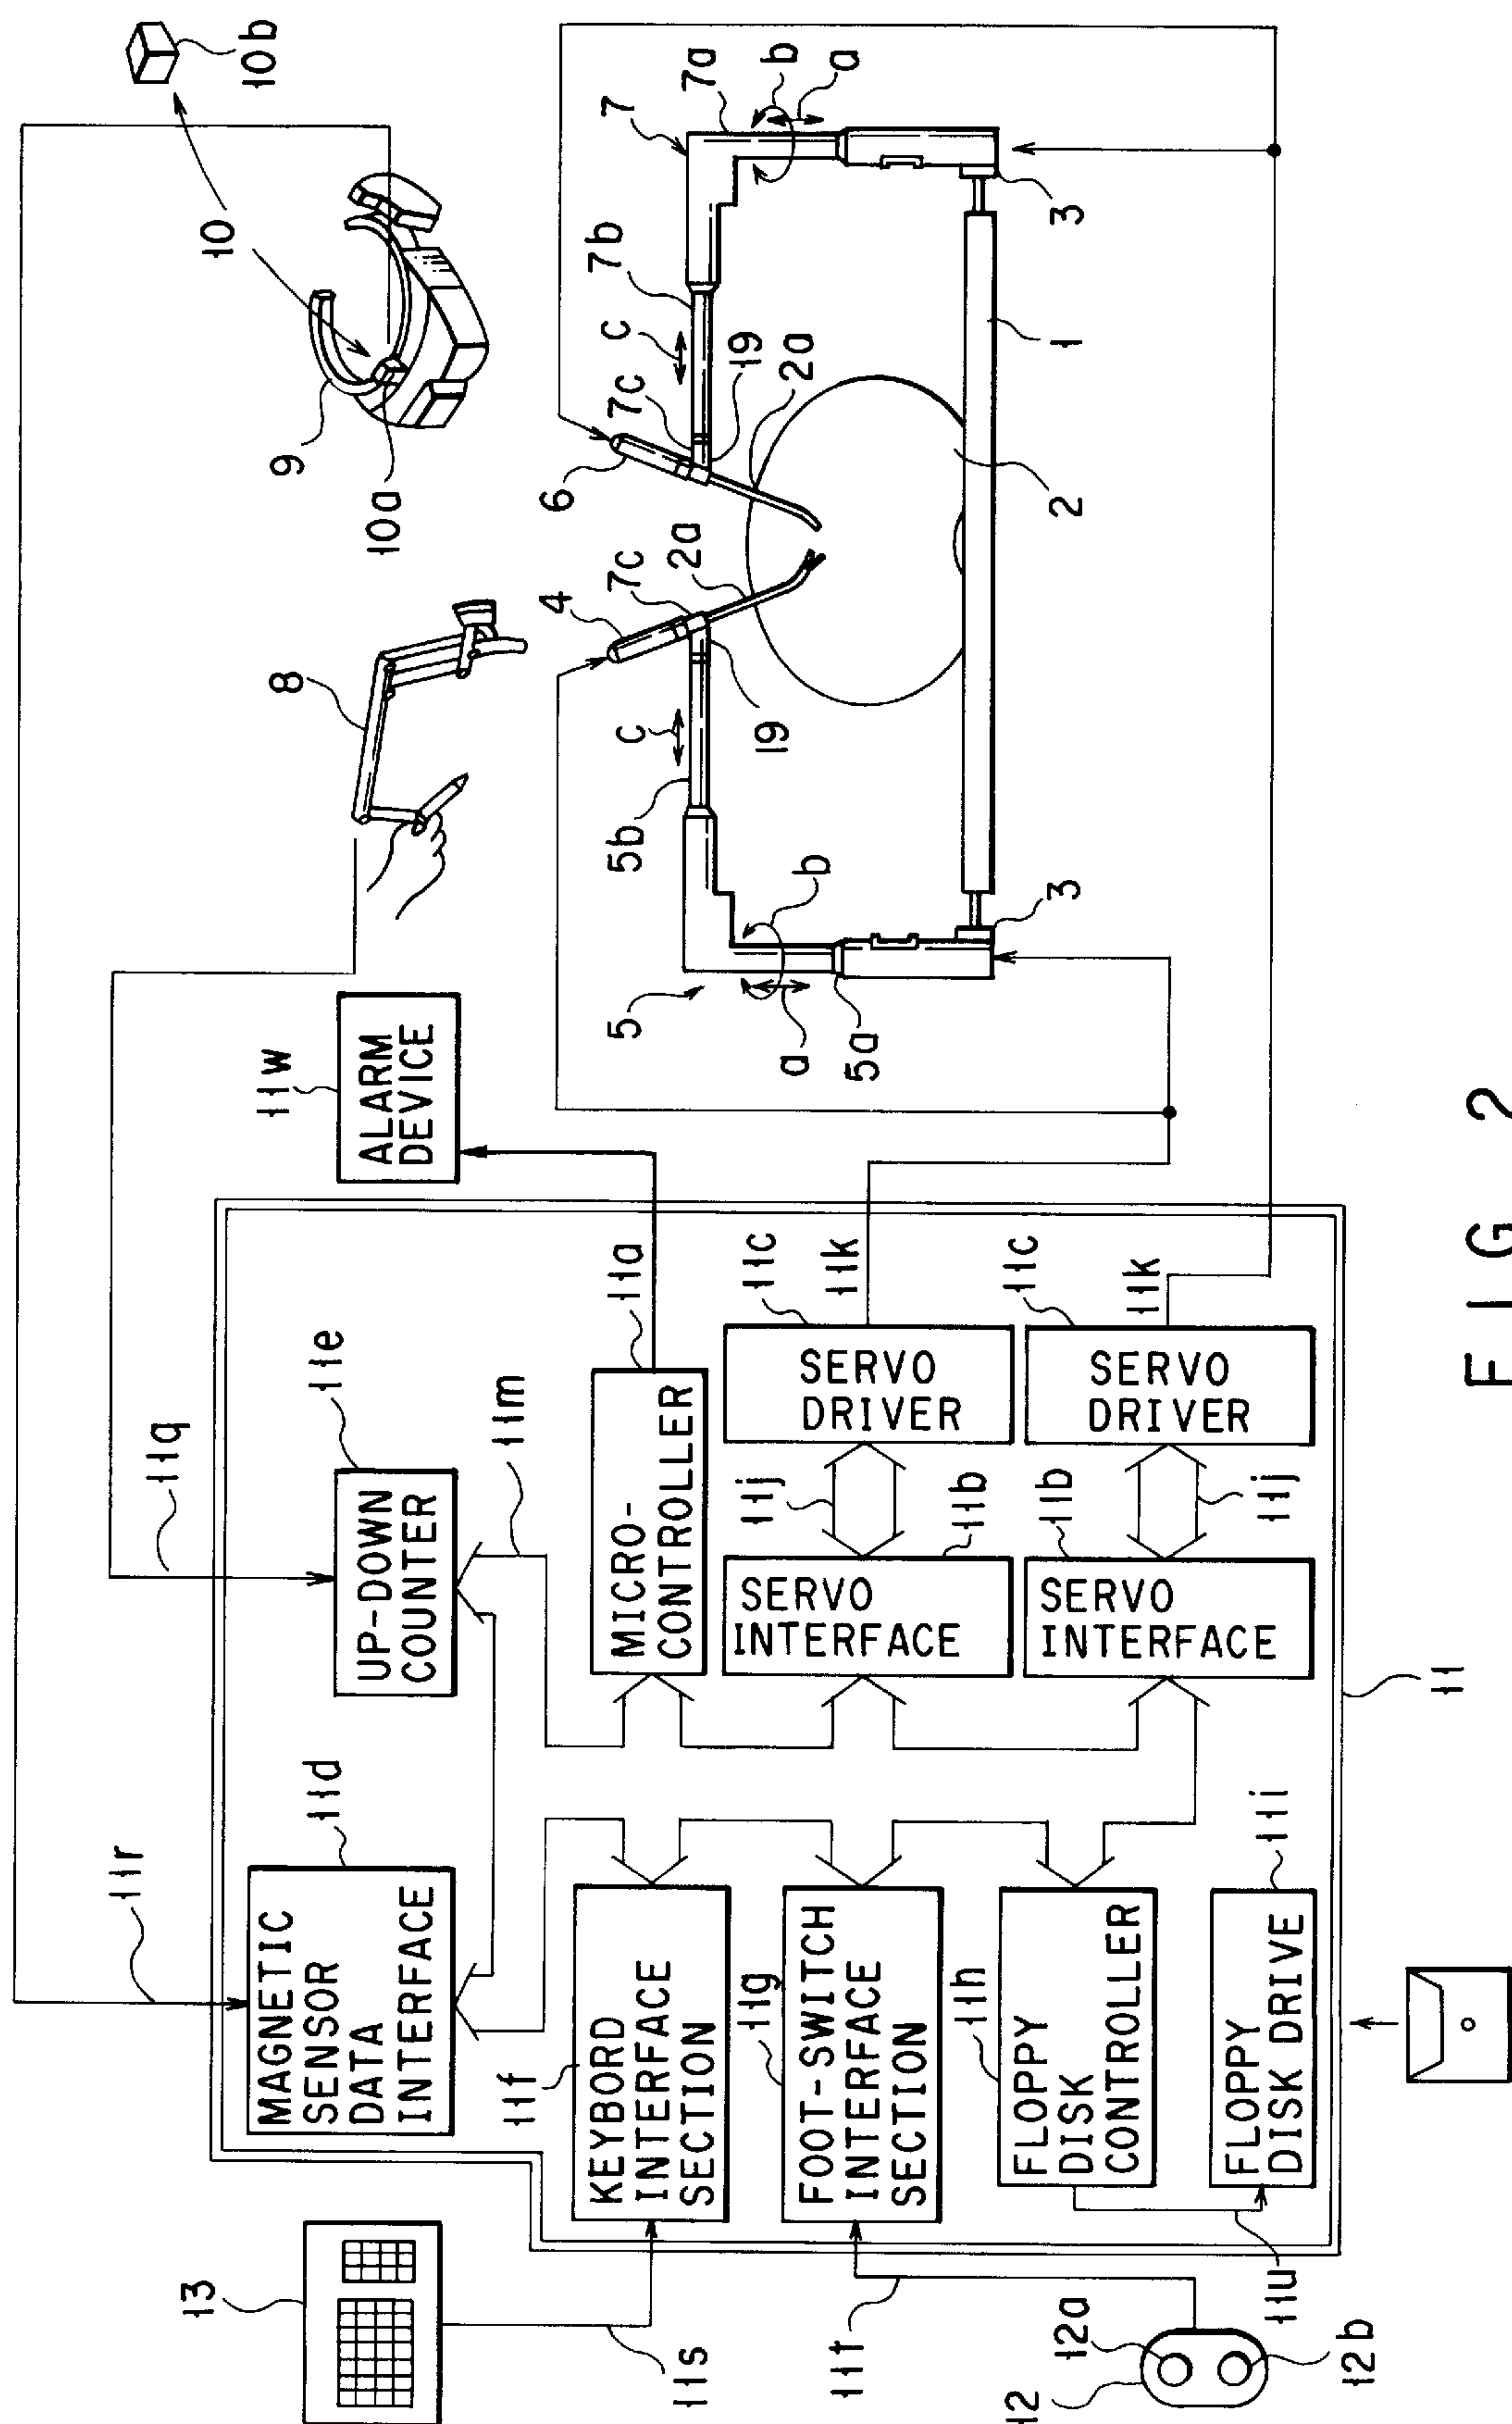 13
11s
11r
MAGNETIC
SENSOR
DATA
INTERFACE
11d
11q
UP-DOWN
COUNTER
11e
11m
11w
ALARM
DEVICE
8
9
10
10a
10b
KEYBORD
INTERFACE
SECTION
11f
MICRO-
CONTROLLER
11a
FOOT-SWITCH
INTERFACE
SECTION
11g
SERVO
INTERFACE
11b
11j
SERVO
DRIVER
11c
11k
FLOPPY
DISK
CONTROLLER
11h
SERVO
INTERFACE
11b
11j
SERVO
DRIVER
11c
11k
FLOPPY
DISK DRIVE
11i
11u
11t
12
12a
12b
11
5
5a
5b
a
b
c
4
7c
2a
19
6
7c
19
2a
c
7b
7
7a
b
a
3
2
1
3
FIG 2